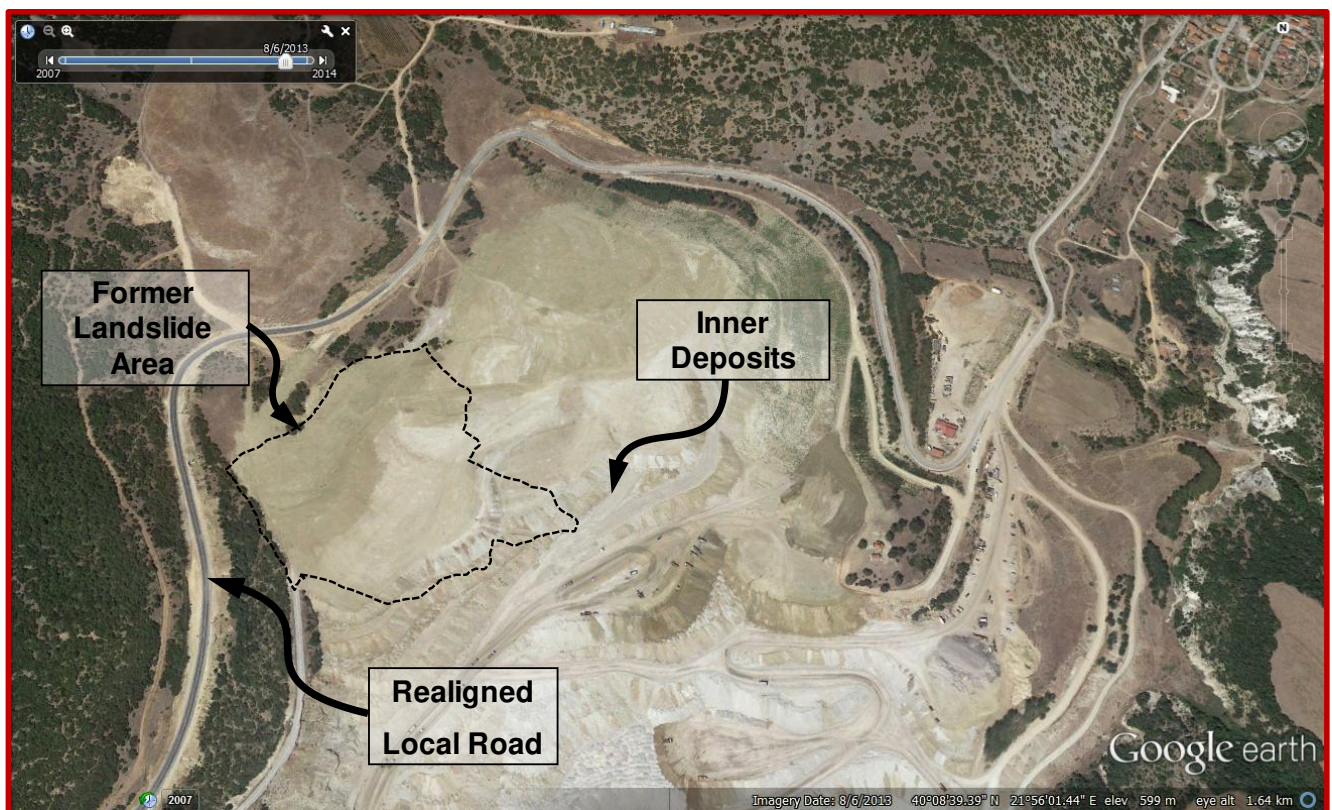 8/6/2013
2007
2014
N
Former
Landslide
Area
Inner
Deposits
Realigned
Local Road
Google earth
2007
Imagery Date: 8/6/2013 40°08'39.39" N 21°56'01.44" E elev 599 m eye alt 1.64 km